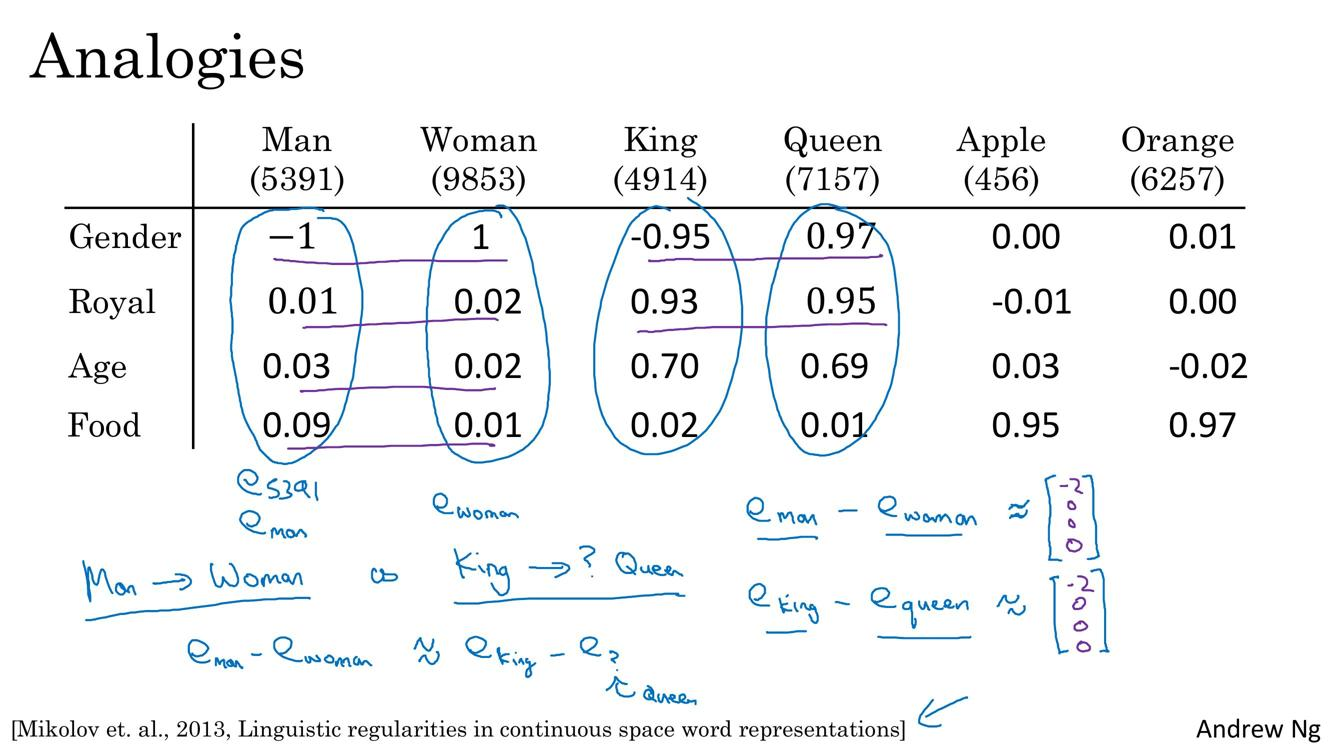 Analogies
Man Woman King Queen Apple Orange
(5391) (9853) (4914) (7157) (456) (6257)
Gender −1 1 -0.95 0.97 0.00 0.01
Royal 0.01 0.02 0.93 0.95 -0.01 0.00
Age 0.03 0.02 0.70 0.69 0.03 -0.02
Food 0.09 0.01 0.02 0.01 0.95 0.97
e5391
eman ewoman
eman − ewoman ≈ [-2 0 0 0]
Man → Woman as King → ? Queen
eking − equeen ≈ [-2 0 0 0]
eman − ewoman ≈ eking − e?
↑ Queen
[Mikolov et. al., 2013, Linguistic regularities in continuous space word representations] ←
Andrew Ng